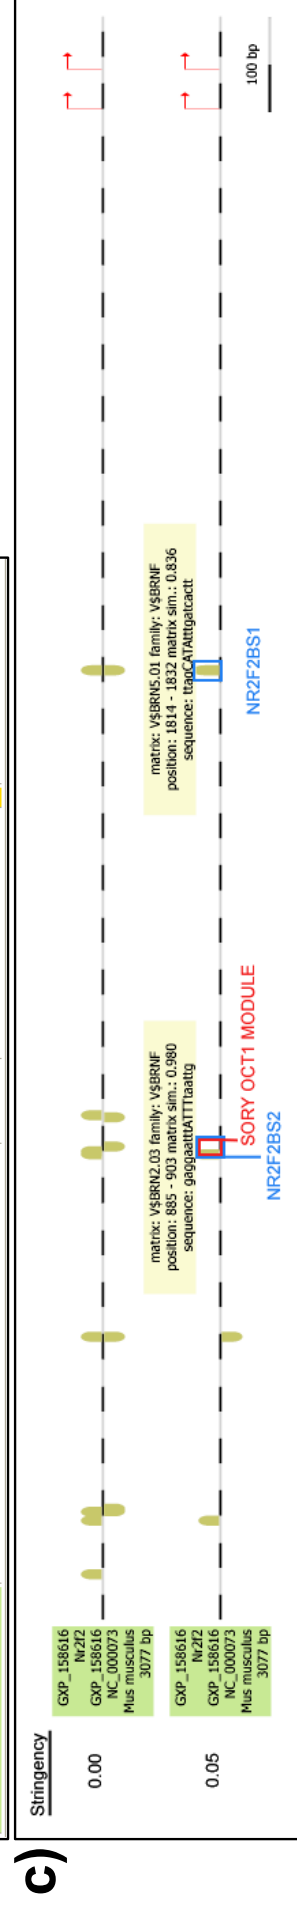 c)
Stringency
0.00
GXP_158616
Nr2f2
GXP_158616
NC_000073
Mus musculus
3077 bp
matrix: V$BRN2.03 family: V$BRNF
position: 885 - 903 matrix sim.: 0.980
sequence: gaggaatttATTTtaattg
matrix: V$BRN5.01 family: V$BRNF
position: 1814 - 1832 matrix sim.: 0.836
sequence: ttagCATAtttgatcactt
0.05
GXP_158616
Nr2f2
GXP_158616
NC_000073
Mus musculus
3077 bp
SORY OCT1 MODULE
NR2F2BS2
NR2F2BS1
100 bp